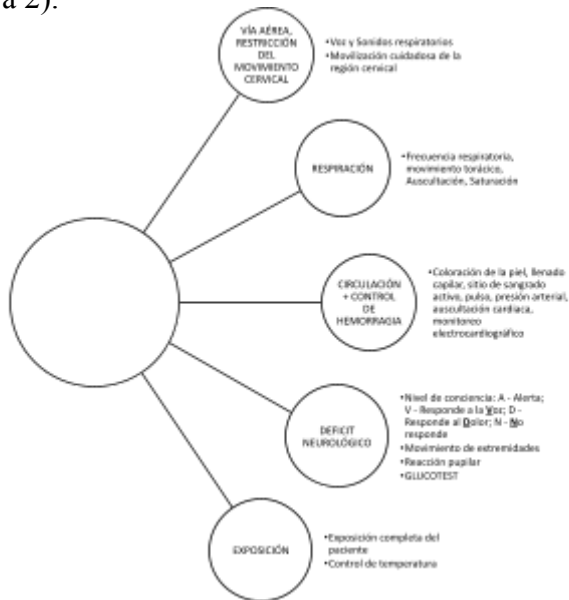 a 2).
VÍA AÉREA,
RESTRICCIÓN
DEL
MOVIMIENTO
CERVICAL
•Voz y Sonidos respiratorios
•Movilización cuidadosa de la
región cervical
RESPIRACIÓN
•Frecuencia respiratoria,
movimiento torácico,
Auscultación, Saturación
CIRCULACIÓN
+ CONTROL
DE
HEMORRAGIA
•Coloración de la piel, llenado
capilar, sitio de sangrado
activo, pulso, presión arterial,
auscultación cardiaca,
monitoreo
electrocardiográfico
DEFICIT
NEUROLÓGICO
•Nivel de conciencia: A - Alerta;
V - Responde a la Voz; D -
Responde al Dolor; N - No
responde
•Movimiento de extremidades
•Reacción pupilar
•GLUCOTEST
EXPOSICIÓN
•Exposición completa del
paciente
•Control de temperatura